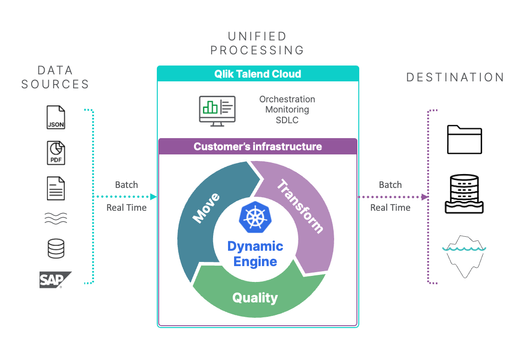 UNIFIED
PROCESSING
DATA
SOURCES
DESTINATION
Qlik Talend Cloud
Orchestration
Monitoring
SDLC
Customer's infrastructure
JSON
PDF
SAP
Batch
Real Time
Move
Transform
Quality
Dynamic
Engine
Batch
Real Time